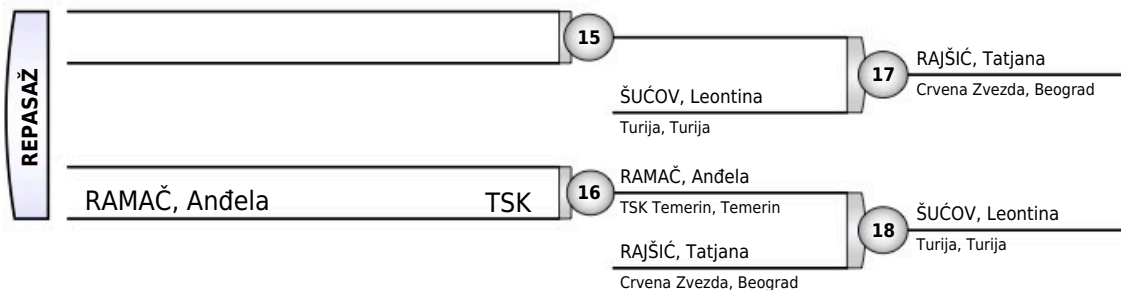 REPASAŽ
15
ŠUĆOV, Leontina
Turija, Turija
17
RAJŠIĆ, Tatjana
Crvena Zvezda, Beograd
RAMAČ, Anđela TSK
16
RAMAČ, Anđela
TSK Temerin, Temerin
RAJŠIĆ, Tatjana
Crvena Zvezda, Beograd
18
ŠUĆOV, Leontina
Turija, Turija